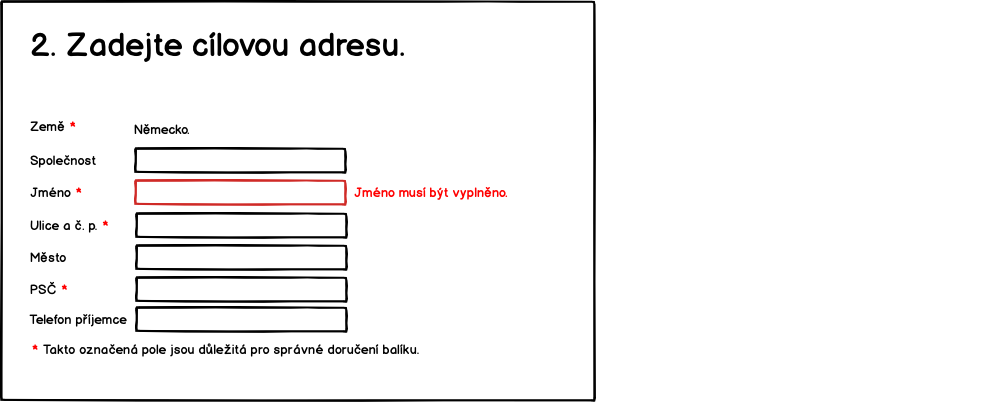 2. Zadejte cílovou adresu.
Země * Německo.
Společnost
Jméno * Jméno musí být vyplněno.
Ulice a č. p. *
Město
PSČ *
Telefon příjemce
* Takto označená pole jsou důležitá pro správné doručení balíku.